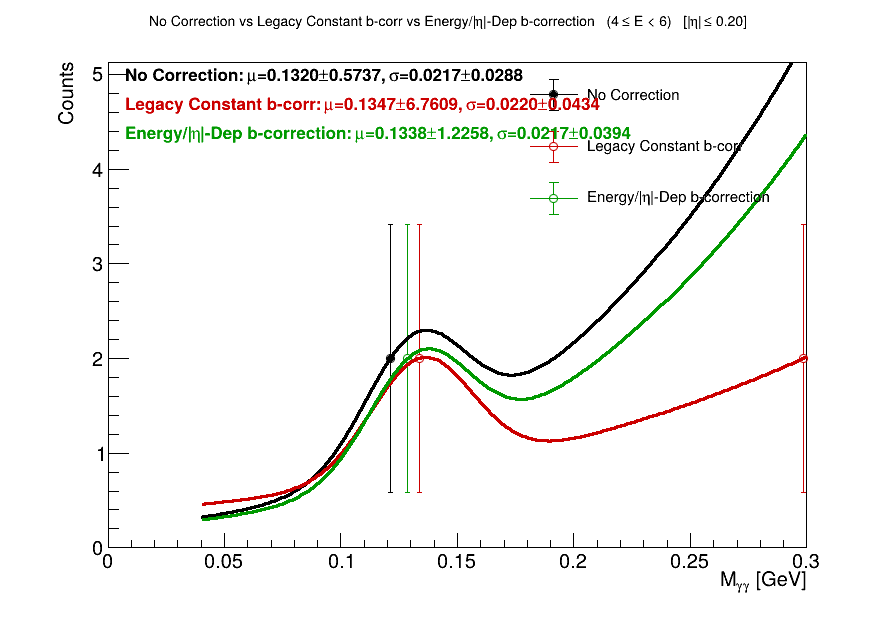 No Correction vs Legacy Constant b-corr vs Energy/|η|-Dep b-correction (4 ≤ E < 6) [|η| ≤ 0.20]
Counts
No Correction: μ=0.1320±0.5737, σ=0.0217±0.0288
Legacy Constant b-corr: μ=0.1347±6.7609, σ=0.0220±0.0434
Energy/|η|-Dep b-correction: μ=0.1338±1.2258, σ=0.0217±0.0394
No Correction
Legacy Constant b-corr
Energy/|η|-Dep b-correction
5
4
3
2
1
0
0 0.05 0.1 0.15 0.2 0.25 0.3
Mγγ [GeV]